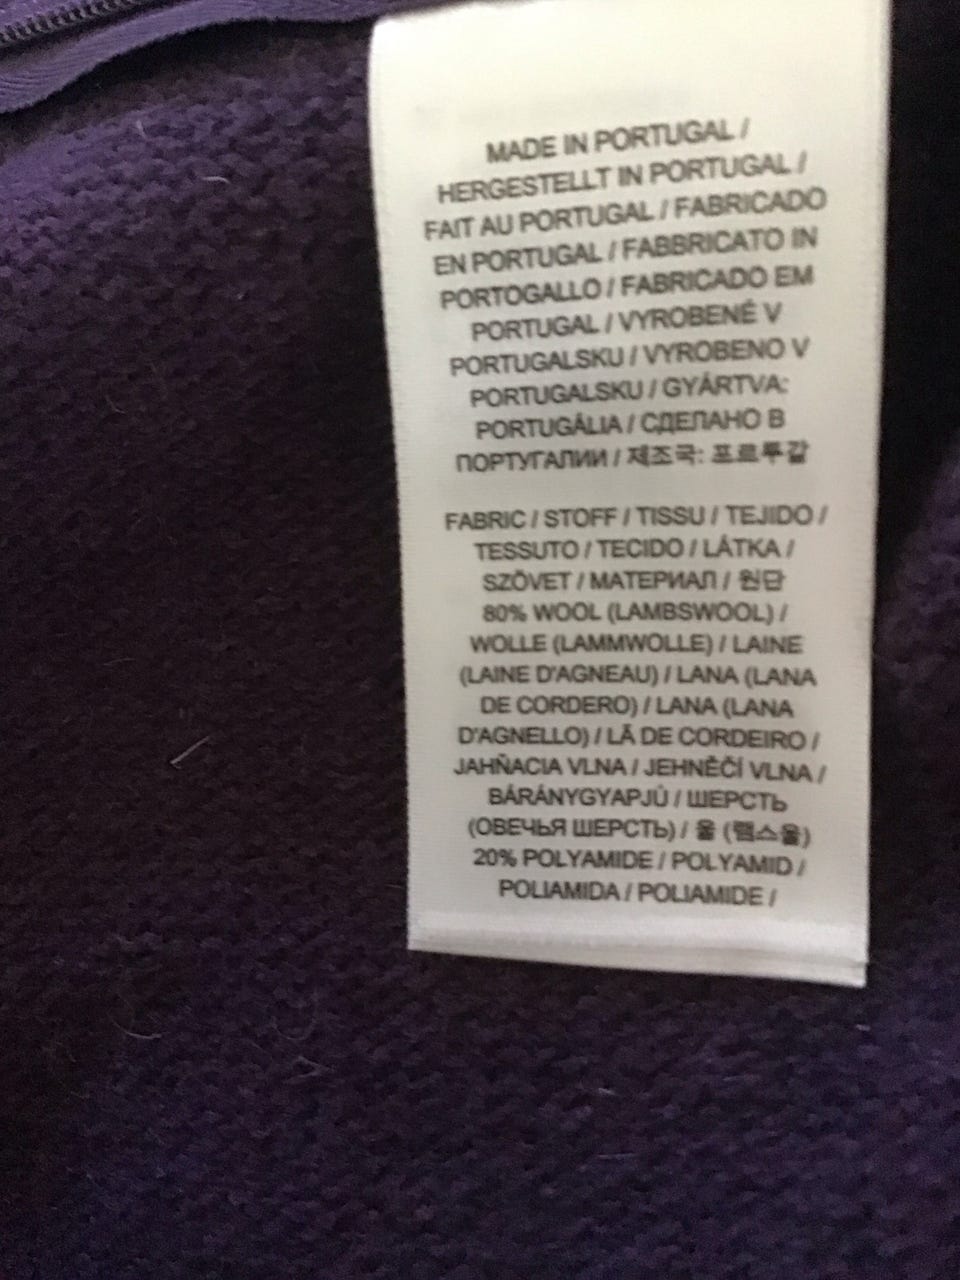 MADE IN PORTUGAL /
HERGESTELLT IN PORTUGAL /
FAIT AU PORTUGAL / FABRICADO
EN PORTUGAL / FABBRICATO IN
PORTOGALLO / FABRICADO EM
PORTUGAL / VYROBENÉ V
PORTUGALSKU / VYROBENO V
PORTUGALSKU / GYÁRTVA:
PORTUGÁLIA / СДЕЛАНО В
ПОРТУГАЛИИ / 제조국: 포르투갈
FABRIC / STOFF / TISSU / TEJIDO /
TESSUTO / TECIDO / LÁTKA /
SZÖVET / МАТЕРИАЛ / 원단
80% WOOL (LAMBSWOOL) /
WOLLE (LAMMWOLLE) / LAINE
(LAINE D'AGNEAU) / LANA (LANA
DE CORDERO) / LANA (LANA
D'AGNELLO) / LÃ DE CORDEIRO /
JAHŇACIA VLNA / JEHNĚČÍ VLNA /
BÁRÁNYGYAPJÚ / ШЕРСТЬ
(ОВЕЧЬЯ ШЕРСТЬ) / 울 (램스울)
20% POLYAMIDE / POLYAMID /
POLIAMIDA / POLIAMIDE /